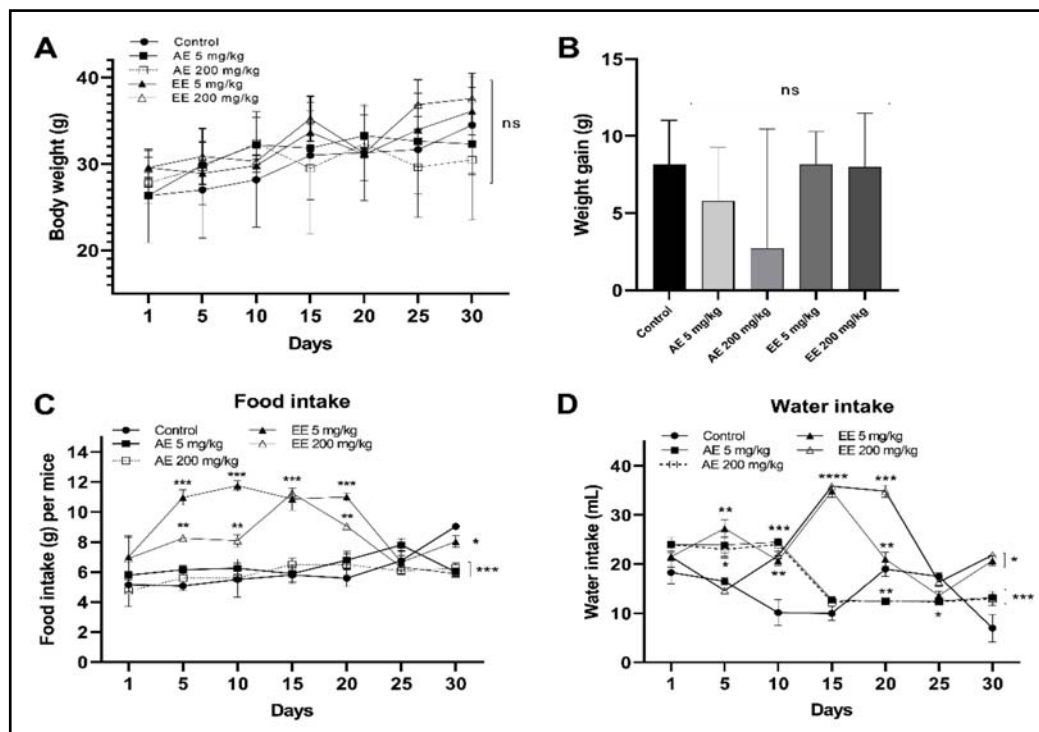 A
Control
AE 5 mg/kg
AE 200 mg/kg
EE 5 mg/kg
EE 200 mg/kg
Body weight (g)
40
30
20
ns
1 5 10 15 20 25 30
Days
B
Weight gain (g)
15
10
5
0
ns
Control
AE 5 mg/kg
AE 200 mg/kg
EE 5 mg/kg
EE 200 mg/kg
C
Food intake
Control
AE 5 mg/kg
AE 200 mg/kg
EE 5 mg/kg
EE 200 mg/kg
Food intake (g) per mice
14
12
10
8
6
4
2
0
*** *** *** ***
** ** **
*
***
1 5 10 15 20 25 30
Days
D
Water intake
Control
AE 5 mg/kg
AE 200 mg/kg
EE 5 mg/kg
EE 200 mg/kg
Water intake (mL)
40
30
20
10
0
**** ***
** ***
* ** **
** *
*
***
1 5 10 15 20 25 30
Days